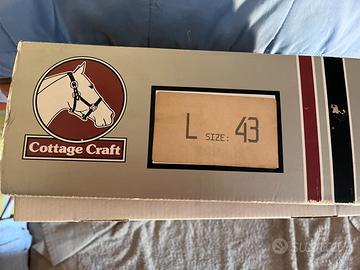 Cottage Craft
L SIZE: 43
subito